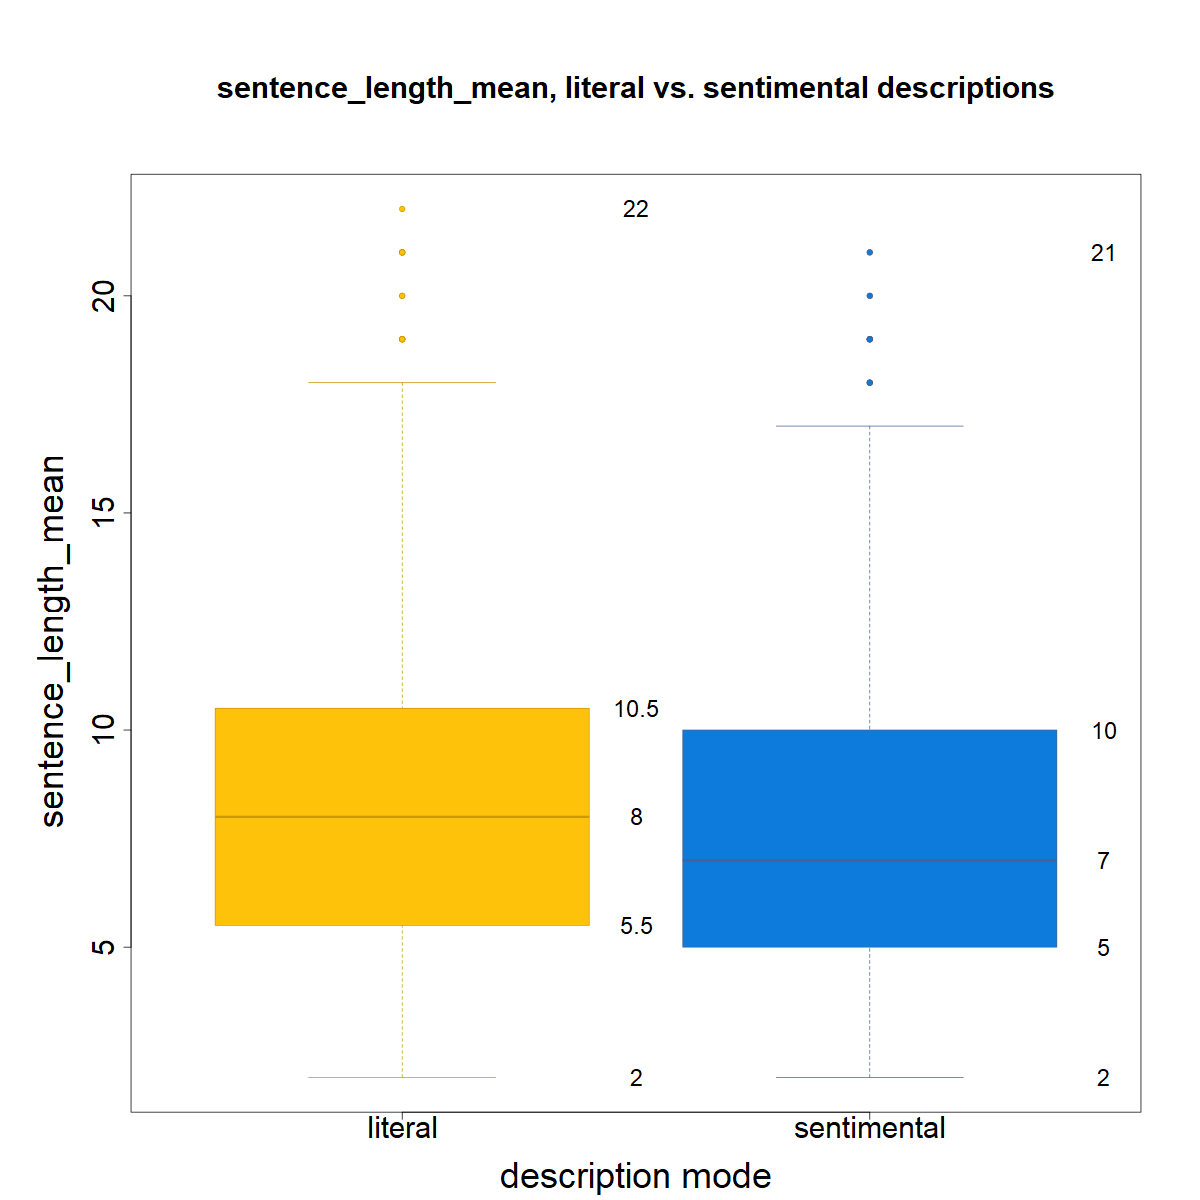 sentence_length_mean, literal vs. sentimental descriptions
sentence_length_mean
20
15
10
5
22
10.5
8
5.5
2
21
10
7
5
2
literal
sentimental
description mode